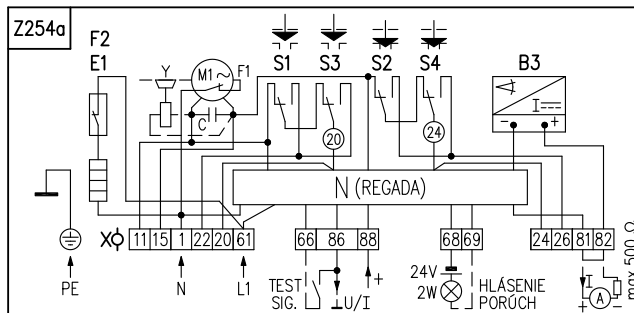 Z254a
F2
E1
Y
M1
F1
C
S1
S3
S2
S4
B3
20
24
I
- +
N (REGADA)
X
11 15 1 22 20 61
66 86 88
68 69
24 26 81 82
PE
N
L1
TEST
SIG.
U/I
+
24V
2W
HLÁSENIE
PORÚCH
I
+
A
-
max 500 Ω